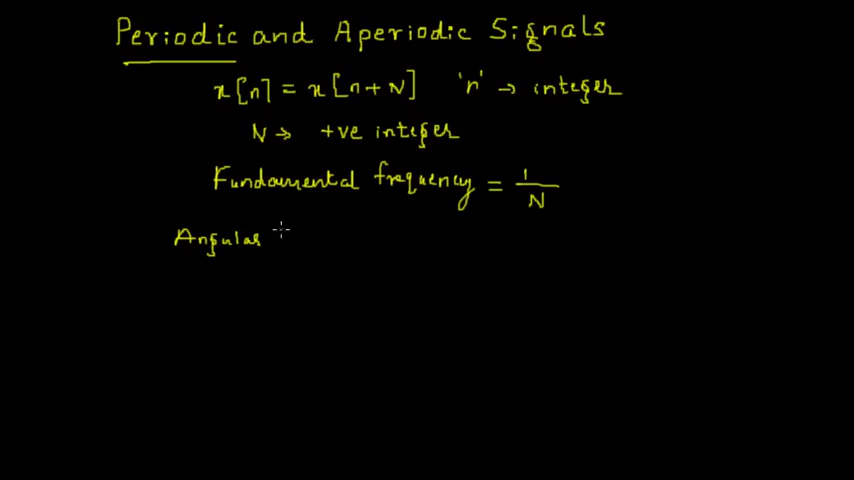 Periodic and Aperiodic Signals
x[n] = x[n+N] 'n' → integer
N → +ve integer
Fundamental frequency = 1/N
Angular